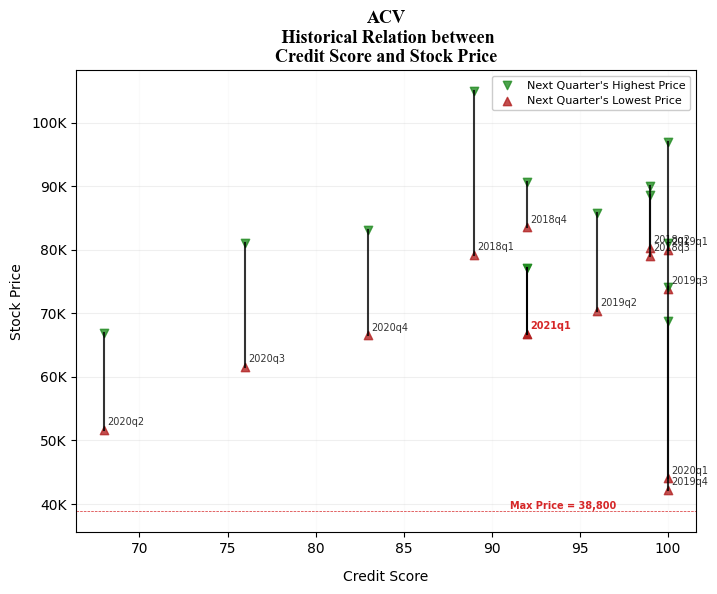 ACV
Historical Relation between
Credit Score and Stock Price
Next Quarter's Highest Price
Next Quarter's Lowest Price
Stock Price
100K
90K
80K
70K
60K
50K
40K
2018q4
2018q1
2018q2
2019q1
2018q3
2019q3
2019q2
2021q1
2020q4
2020q3
2020q2
2020q1
2019q4
Max Price = 38,800
70
75
80
85
90
95
100
Credit Score